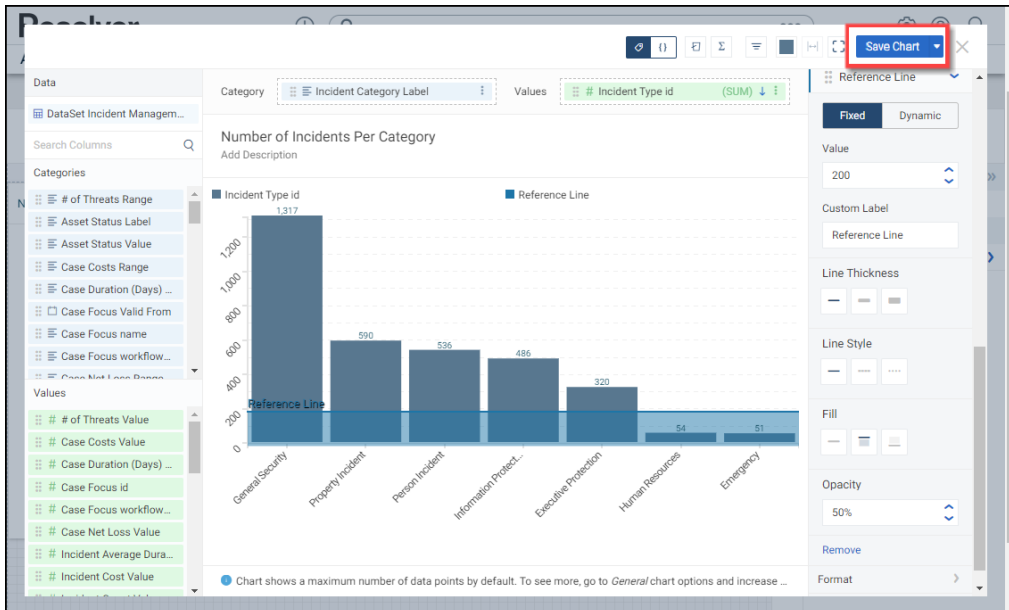 Resolver
{}
Σ
Save Chart
Data
DataSet Incident Managem...
Search Columns
Categories
# of Threats Range
Asset Status Label
Asset Status Value
Case Costs Range
Case Duration (Days) ...
Case Focus Valid From
Case Focus name
Case Focus workflow...
Case Net Loss Range
Values
# # of Threats Value
# Case Costs Value
# Case Duration (Days) ...
# Case Focus id
# Case Focus workflow...
# Case Net Loss Value
# Incident Average Dura...
# Incident Cost Value
Category
Incident Category Label
Values
# Incident Type id (SUM)
Number of Incidents Per Category
Add Description
Incident Type id
Reference Line
1,317
590
536
486
320
54
51
1200
1,000
800
600
400
200
0
Reference Line
General Security
Property Incident
Person Incident
Information Protect...
Executive Protection
Human Resources
Emergency
Chart shows a maximum number of data points by default. To see more, go to General chart options and increase ...
Reference Line
Fixed
Dynamic
Value
200
Custom Label
Reference Line
Line Thickness
Line Style
Fill
Opacity
50%
Remove
Format